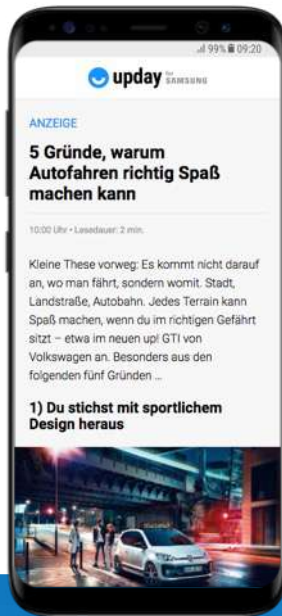 99% 09:20
upday for SAMSUNG
ANZEIGE
5 Gründe, warum
Autofahren richtig Spaß
machen kann
10:00 Uhr • Lesedauer: 2 min.
Kleine These vorweg: Es kommt nicht darauf
an, wo man fährt, sondern womit. Stadt,
Landstraße, Autobahn. Jedes Terrain kann
Spaß machen, wenn du im richtigen Gefährt
sitzt – etwa im neuen up! GTI von
Volkswagen an. Besonders aus den
folgenden fünf Gründen ...
1) Du stichst mit sportlichem
Design heraus